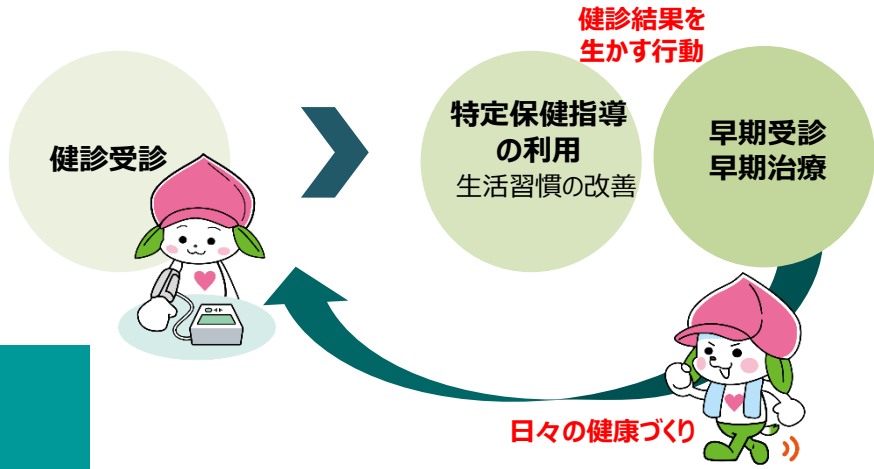 健診受診
健診結果を
生かす行動
特定保健指導
の利用
生活習慣の改善
早期受診
早期治療
日々の健康づくり